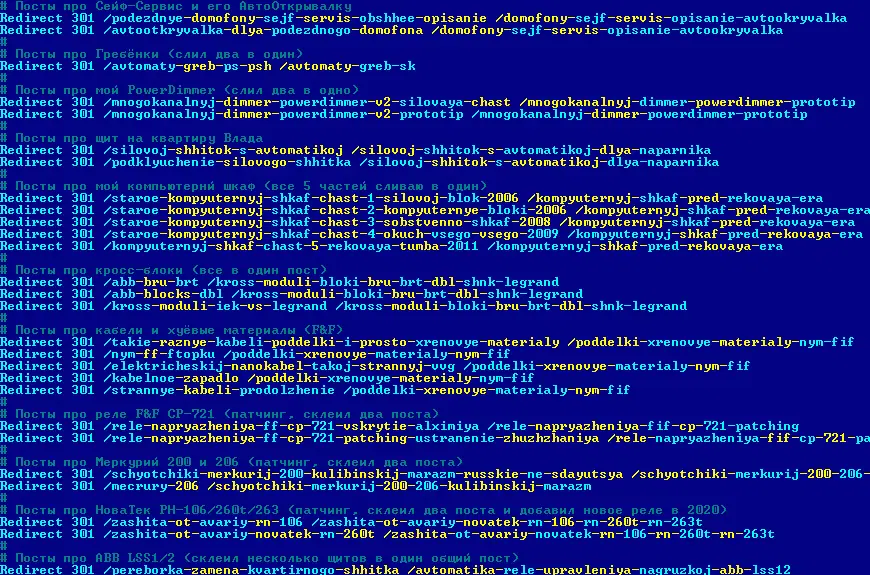 # Посты про Сейф-Сервис и его АвтоОткрывалку
Redirect 301 /podezdnye-domofony-sejf-servis-obshhee-opisanie /domofony-sejf-servis-opisanie-avtookryvalka
Redirect 301 /avtootkryvalka-dlya-podezdnogo-domofona /domofony-sejf-servis-opisanie-avtookryvalka
#
# Посты про Гребёнки (слил два в один)
Redirect 301 /avtomaty-greb-ps-psh /avtomaty-greb-sk
#
# Посты про мой PowerDimmer (слил два в одно)
Redirect 301 /mnogokanalnyj-dimmer-powerdimmer-v2-silovaya-chast /mnogokanalnyj-dimmer-powerdimmer-prototip
Redirect 301 /mnogokanalnyj-dimmer-powerdimmer-v2-prototip /mnogokanalnyj-dimmer-powerdimmer-prototip
#
# Посты про щит на квартиру Влада
Redirect 301 /silovoj-shhitok-s-avtomatikoj /silovoj-shhitok-s-avtomatikoj-dlya-naparnika
Redirect 301 /podklyuchenie-silovogo-shhitka /silovoj-shhitok-s-avtomatikoj-dlya-naparnika
#
# Посты про мой компьютернй шкаф (все 5 частей сливаю в один)
Redirect 301 /staroe-kompyuternyj-shkaf-chast-1-silovoj-blok-2006 /kompyuternyj-shkaf-pred-rekovaya-era
Redirect 301 /staroe-kompyuternyj-shkaf-chast-2-kompyuternye-bloki-2006 /kompyuternyj-shkaf-pred-rekovaya-era
Redirect 301 /staroe-kompyuternyj-shkaf-chast-3-sobstvenno-shkaf-2008 /kompyuternyj-shkaf-pred-rekovaya-era
Redirect 301 /staroe-kompyuternyj-shkaf-chast-4-okuch-vsego-vsego-2009 /kompyuternyj-shkaf-pred-rekovaya-era
Redirect 301 /kompyuternyj-shkaf-chast-5-rekovaya-tumba-2011 /kompyuternyj-shkaf-pred-rekovaya-era
#
# Посты про кросс-блоки (все в один пост)
Redirect 301 /abb-bru-brt /kross-moduli-bloki-bru-brt-dbl-shnk-legrand
Redirect 301 /abb-blocks-dbl /kross-moduli-bloki-bru-brt-dbl-shnk-legrand
Redirect 301 /kross-moduli-iek-vs-legrand /kross-moduli-bloki-bru-brt-dbl-shnk-legrand
#
# Посты про кабели и хуёвые материалы (F&F)
Redirect 301 /takie-raznye-kabeli-poddelki-i-prosto-xrenovye-materialy /poddelki-xrenovye-materialy-nym-fif
Redirect 301 /nym-ff-ftopku /poddelki-xrenovye-materialy-nym-fif
Redirect 301 /elektricheskij-nanokabel-takoj-strannyj-vvg /poddelki-xrenovye-materialy-nym-fif
Redirect 301 /kabelnoe-zapadlo /poddelki-xrenovye-materialy-nym-fif
Redirect 301 /strannye-kabeli-prodolzhenie /poddelki-xrenovye-materialy-nym-fif
#
# Посты про реле F&F CP-721 (патчинг, склеил два поста)
Redirect 301 /rele-napryazheniya-ff-cp-721-vskrytie-alximiya /rele-napryazheniya-fif-cp-721-patching
Redirect 301 /rele-napryazheniya-ff-cp-721-patching-ustranenie-zhuzhzhaniya /rele-napryazheniya-fif-cp-721-pa
#
# Посты про Меркурий 200 и 206 (патчинг, склеил два поста)
Redirect 301 /schyotchiki-merkurij-200-kulibinskij-marazm-russkie-ne-sdayutsya /schyotchiki-merkurij-200-206-
Redirect 301 /mecrury-206 /schyotchiki-merkurij-200-206-kulibinskij-marazm
#
# Посты про НоваТек РН-106/260t/263 (патчинг, склеил два поста и добавил новое реле в 2020)
Redirect 301 /zashita-ot-avariy-rn-106 /zashita-ot-avariy-novatek-rn-106-rn-260t-rn-263t
Redirect 301 /zashita-ot-avariy-novatek-rn-260t /zashita-ot-avariy-novatek-rn-106-rn-260t-rn-263t
#
# Посты про ABB LSS1/2 (склеил несколько щитов в один общий пост)
Redirect 301 /pereborka-zamena-kvartirnogo-shhitka /avtomatika-rele-upravleniya-nagruzkoj-abb-lss12